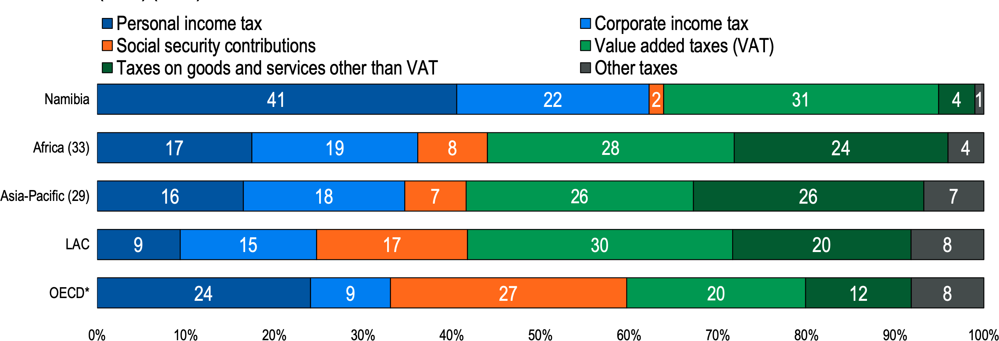 Personal income tax
Corporate income tax
Social security contributions
Value added taxes (VAT)
Taxes on goods and services other than VAT
Other taxes
Namibia 41 22 2 31 4 1
Africa (33) 17 19 8 28 24 4
Asia-Pacific (29) 16 18 7 26 26 7
LAC 9 15 17 30 20 8
OECD* 24 9 27 20 12 8
0% 10% 20% 30% 40% 50% 60% 70% 80% 90% 100%